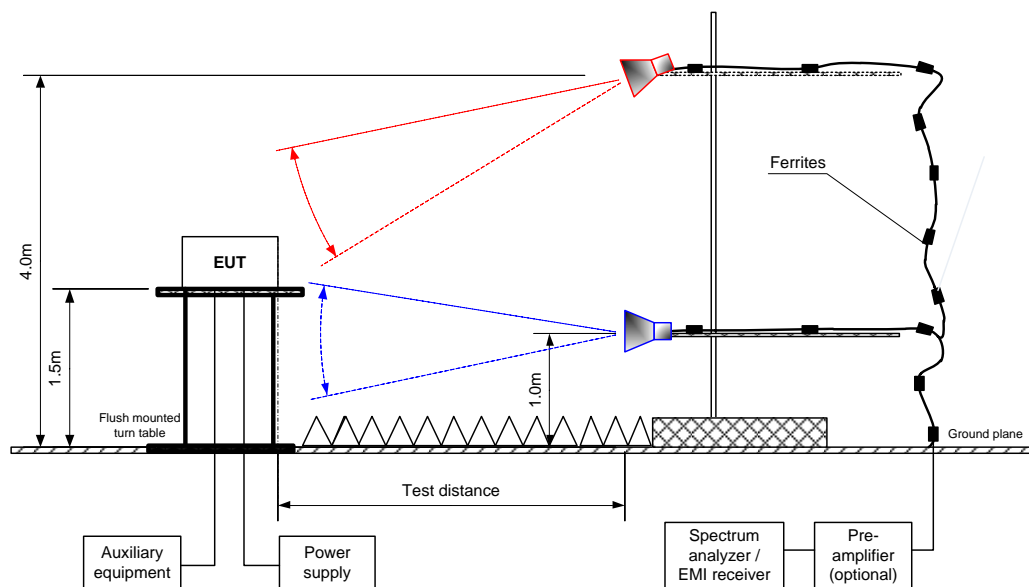 4.0m
EUT
1.5m
Flush mounted
turn table
1.0m
Ferrites
Ground plane
Test distance
Auxiliary
equipment
Power
supply
Spectrum
analyzer /
EMI receiver
Pre-
amplifier
(optional)